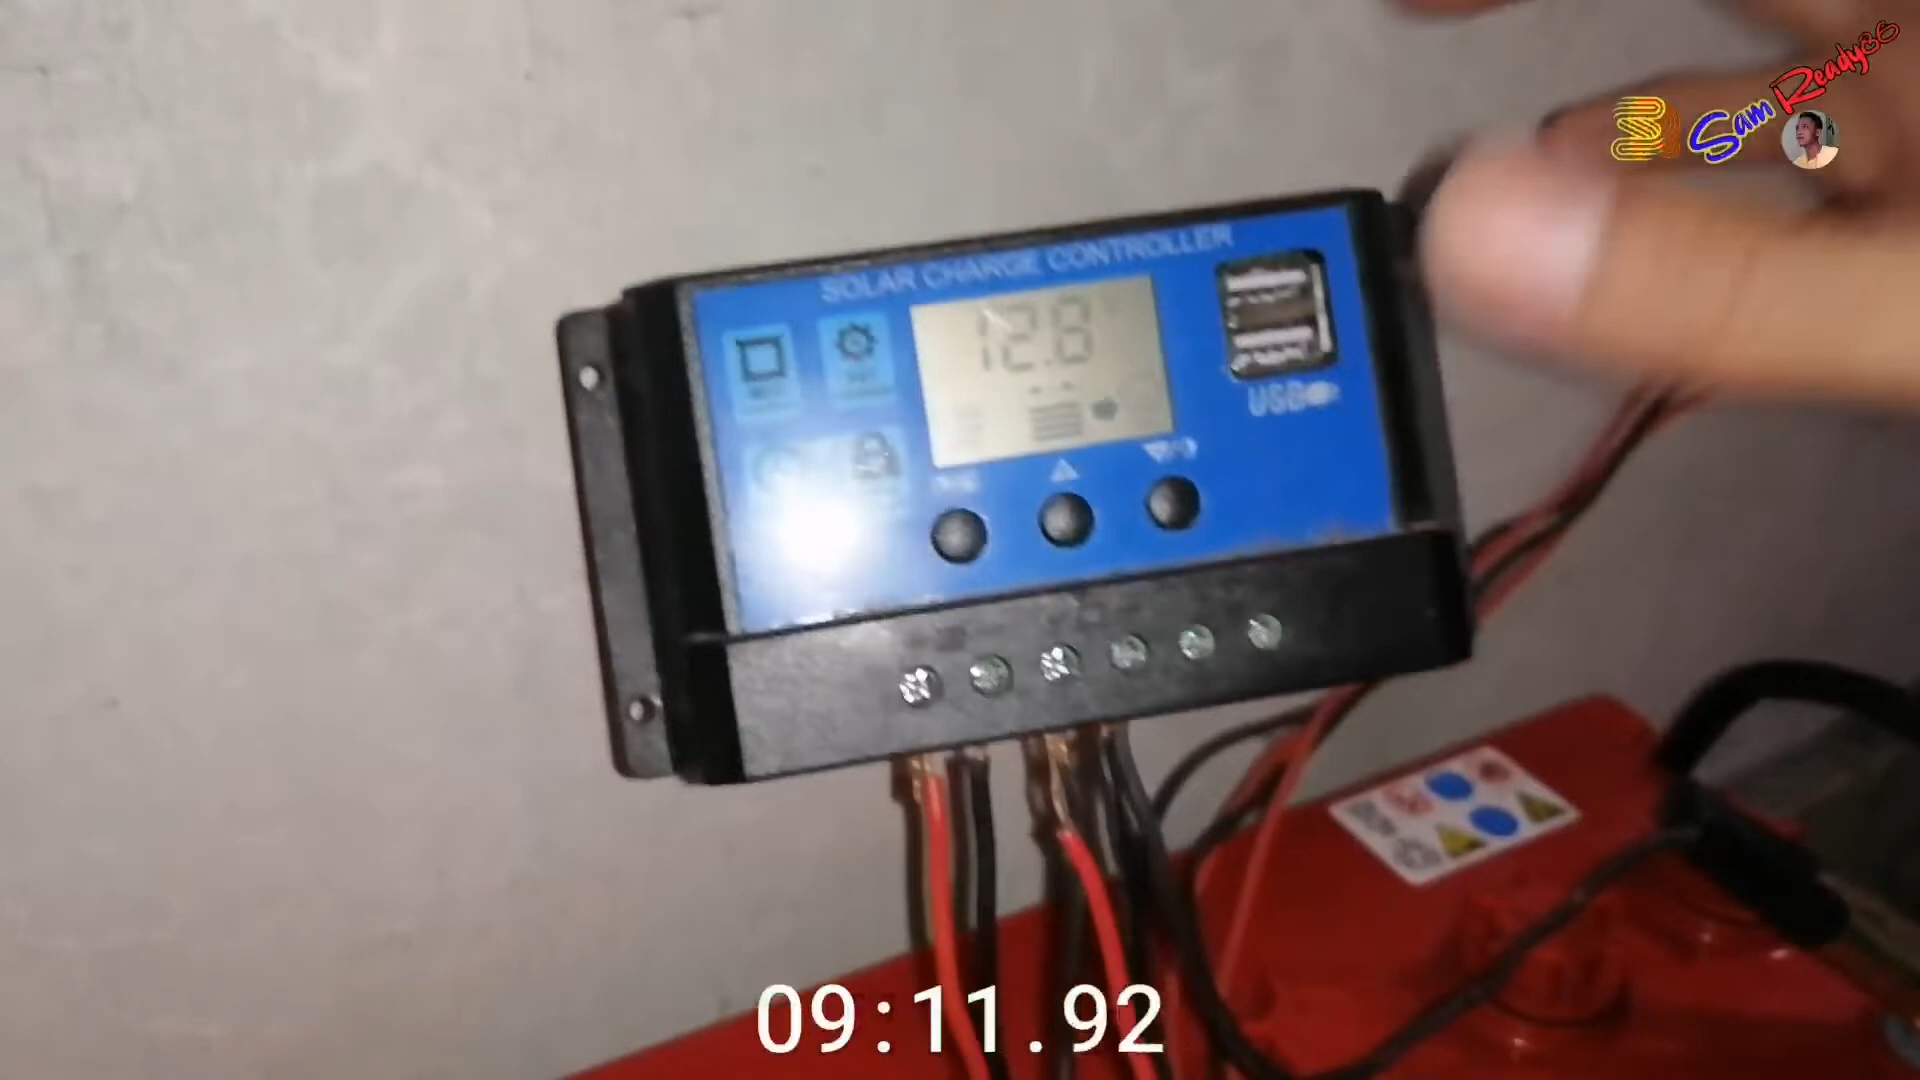 Sam Ready36
SOLAR CHARGE CONTROLLER
12.8
USB
09:11.92